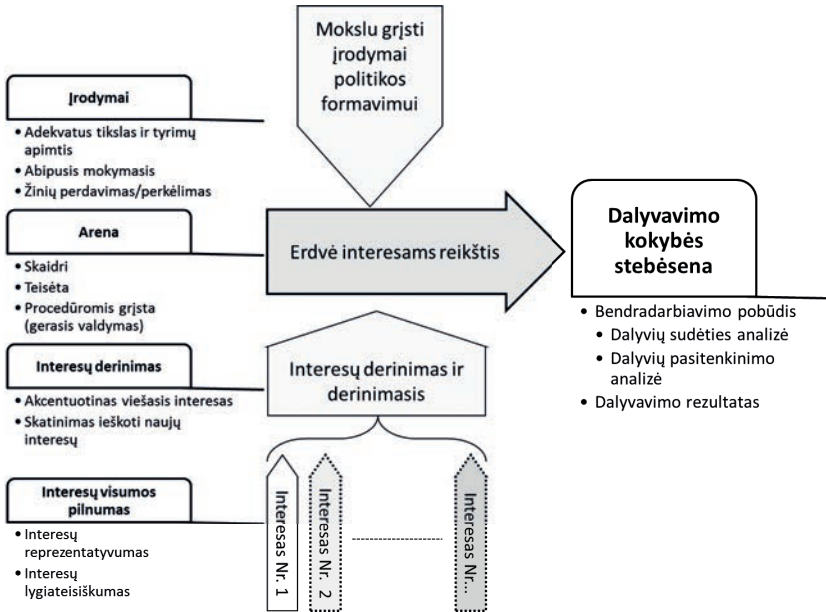 Mokslu grįsti
įrodymai
politikos
formavimui
Įrodymai
• Adekvatus tikslas ir tyrimų
apimtis
• Abipusis mokymasis
• Žinių perdavimas/perkėlimas
Arena
• Skaidri
• Teisėta
• Procedūromis grįsta
(gerasis valdymas)
Erdvė interesams reikštis
Dalyvavimo
kokybės
stebėsena
• Bendradarbiavimo pobūdis
• Dalyvių sudėties analizė
• Dalyvių pasitenkinimo
analizė
• Dalyvavimo rezultatas
Interesų derinimas
• Akcentuotinas viešasis interesas
• Skatinimas ieškoti naujų
interesų
Interesų derinimas ir
derinimasis
Interesų visumos
pilnumas
• Interesų
reprezentatyvumas
• Interesų
lygiateisiškumas
Interesas Nr. 1
Interesas Nr. 2
Interesas Nr...